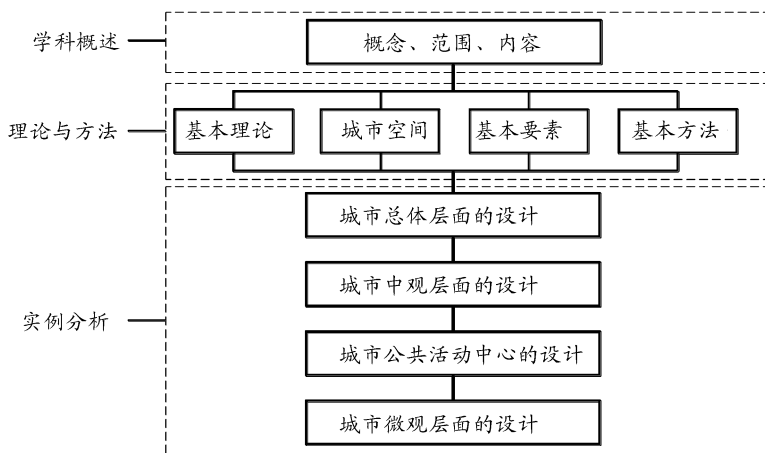 学科概述
概念、范围、内容
理论与方法
基本理论
城市空间
基本要素
基本方法
城市总体层面的设计
城市中观层面的设计
实例分析
城市公共活动中心的设计
城市微观层面的设计